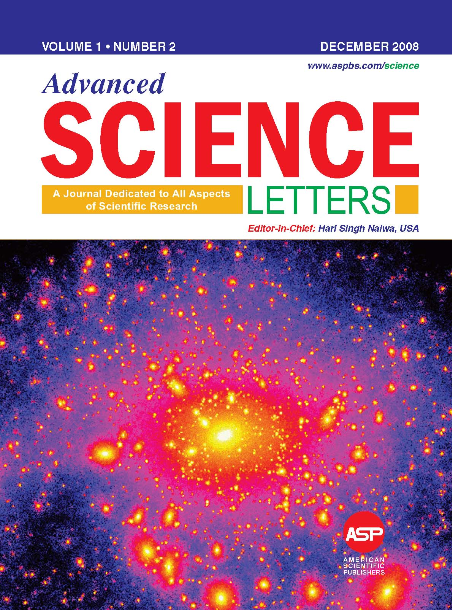 VOLUME 1 • NUMBER 2
DECEMBER 2008
www.aspbs.com/science
Advanced
SCIENCE
A Journal Dedicated to All Aspects
of Scientific Research
LETTERS
Editor-in-Chief: Hari Singh Nalwa, USA
ASP
AMERICAN
SCIENTIFIC
PUBLISHERS